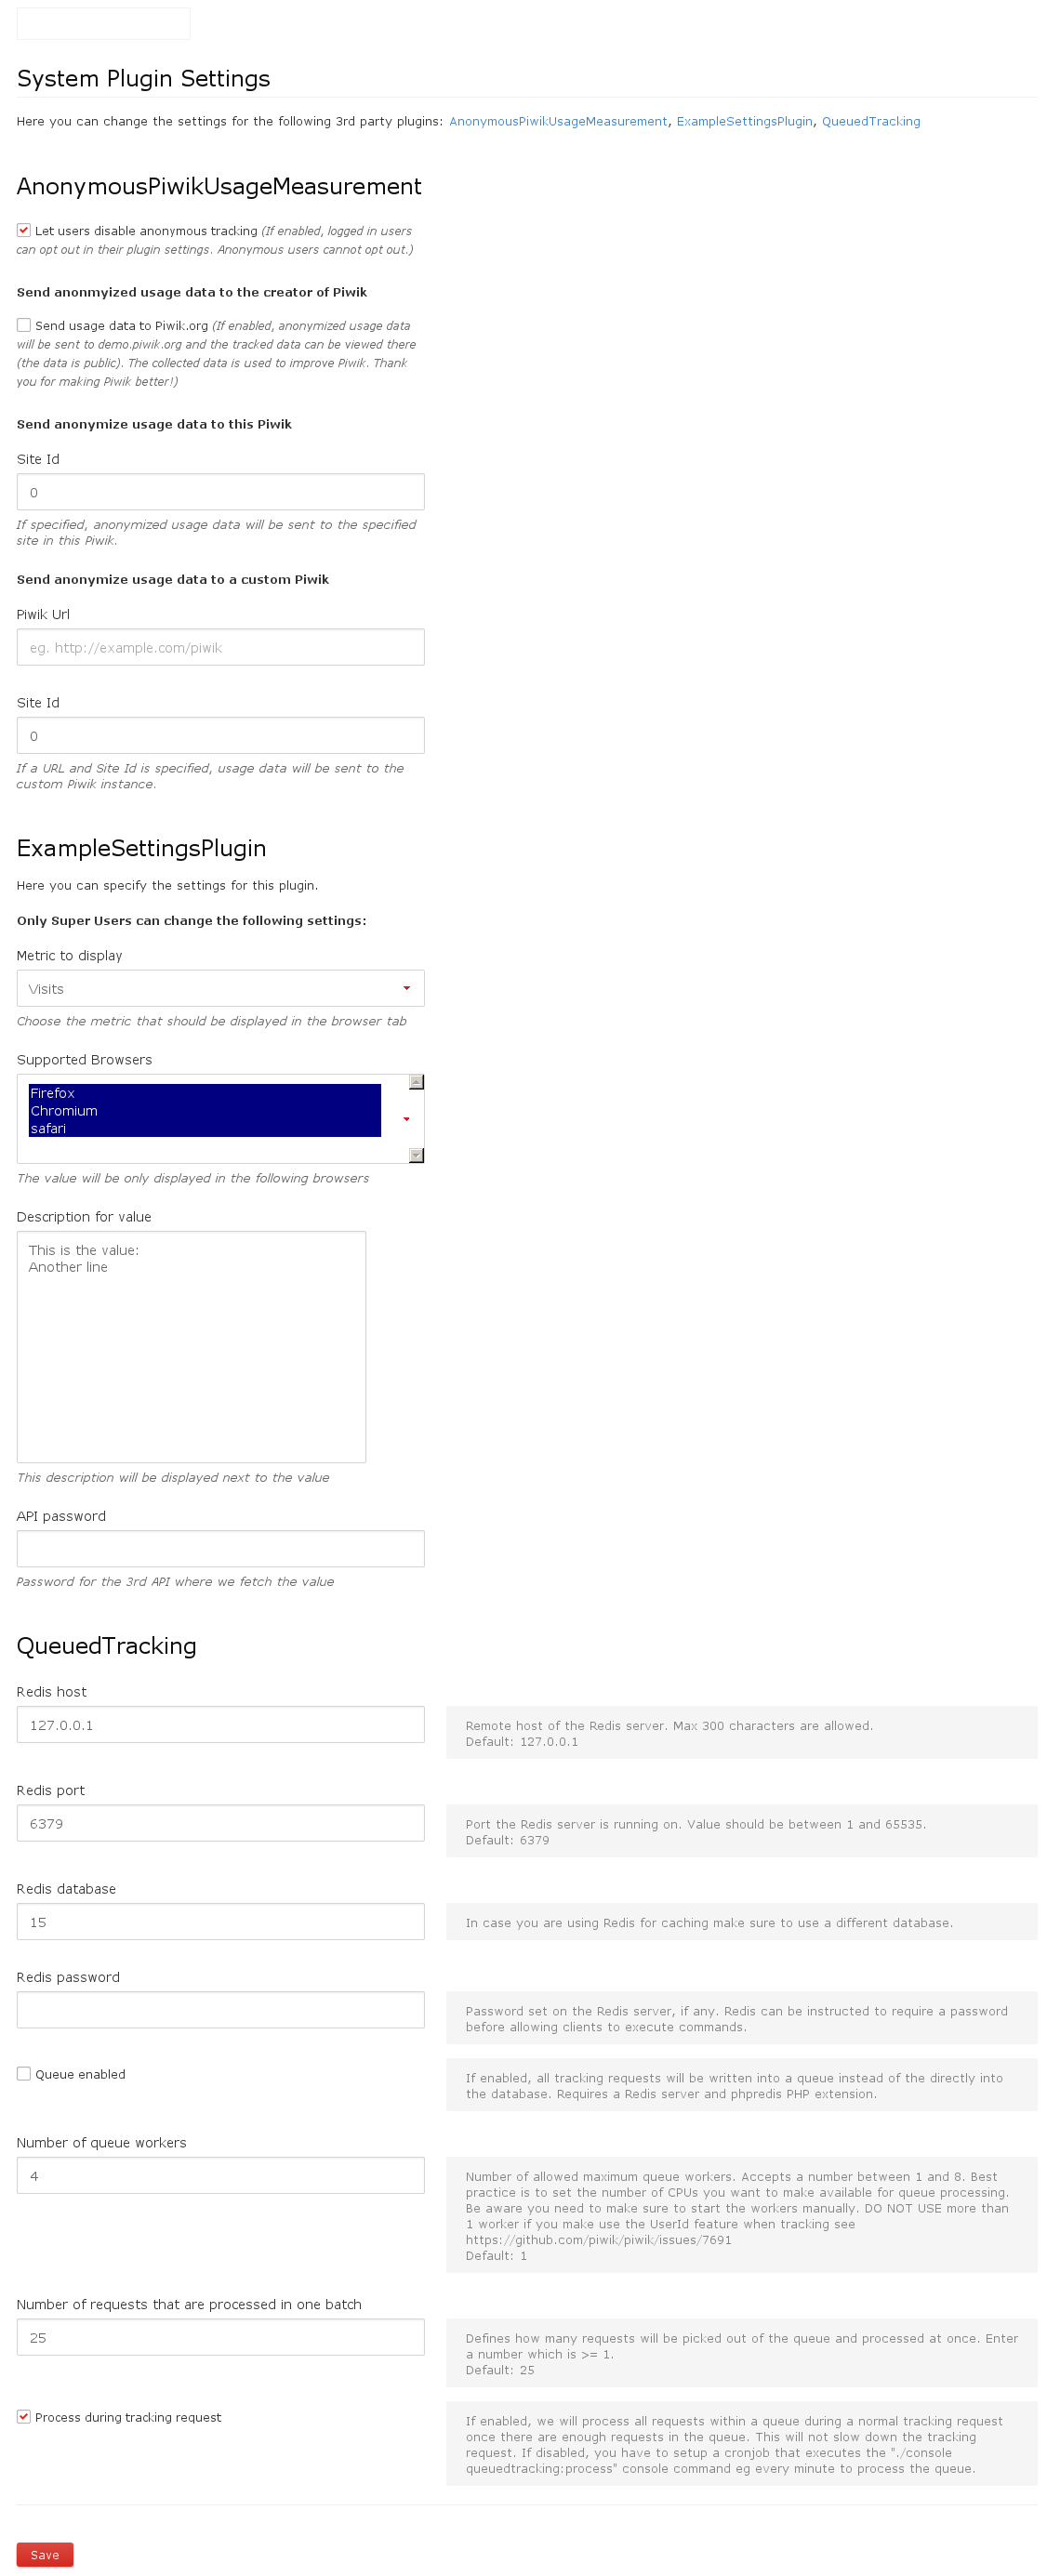 System Plugin Settings
Here you can change the settings for the following 3rd party plugins: AnonymousPiwikUsageMeasurement, ExampleSettingsPlugin, QueuedTracking
AnonymousPiwikUsageMeasurement
Let users disable anonymous tracking (If enabled, logged in users
can opt out in their plugin settings. Anonymous users cannot opt out.)
Send anonmyized usage data to the creator of Piwik
Send usage data to Piwik.org (If enabled, anonymized usage data
will be sent to demo.piwik.org and the tracked data can be viewed there
(the data is public). The collected data is used to improve Piwik. Thank
you for making Piwik better!)
Send anonymize usage data to this Piwik
Site Id
0
If specified, anonymized usage data will be sent to the specified
site in this Piwik.
Send anonymize usage data to a custom Piwik
Piwik Url
eg. http://example.com/piwik
Site Id
0
If a URL and Site Id is specified, usage data will be sent to the
custom Piwik instance.
ExampleSettingsPlugin
Here you can specify the settings for this plugin.
Only Super Users can change the following settings:
Metric to display
Visits
Choose the metric that should be displayed in the browser tab
Supported Browsers
Firefox
Chromium
safari
The value will be only displayed in the following browsers
Description for value
This is the value:
Another line
This description will be displayed next to the value
API password
Password for the 3rd API where we fetch the value
QueuedTracking
Redis host
127.0.0.1
Remote host of the Redis server. Max 300 characters are allowed.
Default: 127.0.0.1
Redis port
6379
Port the Redis server is running on. Value should be between 1 and 65535.
Default: 6379
Redis database
15
In case you are using Redis for caching make sure to use a different database.
Redis password
Password set on the Redis server, if any. Redis can be instructed to require a password
before allowing clients to execute commands.
Queue enabled
If enabled, all tracking requests will be written into a queue instead of the directly into
the database. Requires a Redis server and phpredis PHP extension.
Number of queue workers
4
Number of allowed maximum queue workers. Accepts a number between 1 and 8. Best
practice is to set the number of CPUs you want to make available for queue processing.
Be aware you need to make sure to start the workers manually. DO NOT USE more than
1 worker if you make use the UserId feature when tracking see
https://github.com/piwik/piwik/issues/7691
Default: 1
Number of requests that are processed in one batch
25
Defines how many requests will be picked out of the queue and processed at once. Enter
a number which is >= 1.
Default: 25
Process during tracking request
If enabled, we will process all requests within a queue during a normal tracking request
once there are enough requests in the queue. This will not slow down the tracking
request. If disabled, you have to setup a cronjob that executes the "./console
queuedtracking:process" console command eg every minute to process the queue.
Save